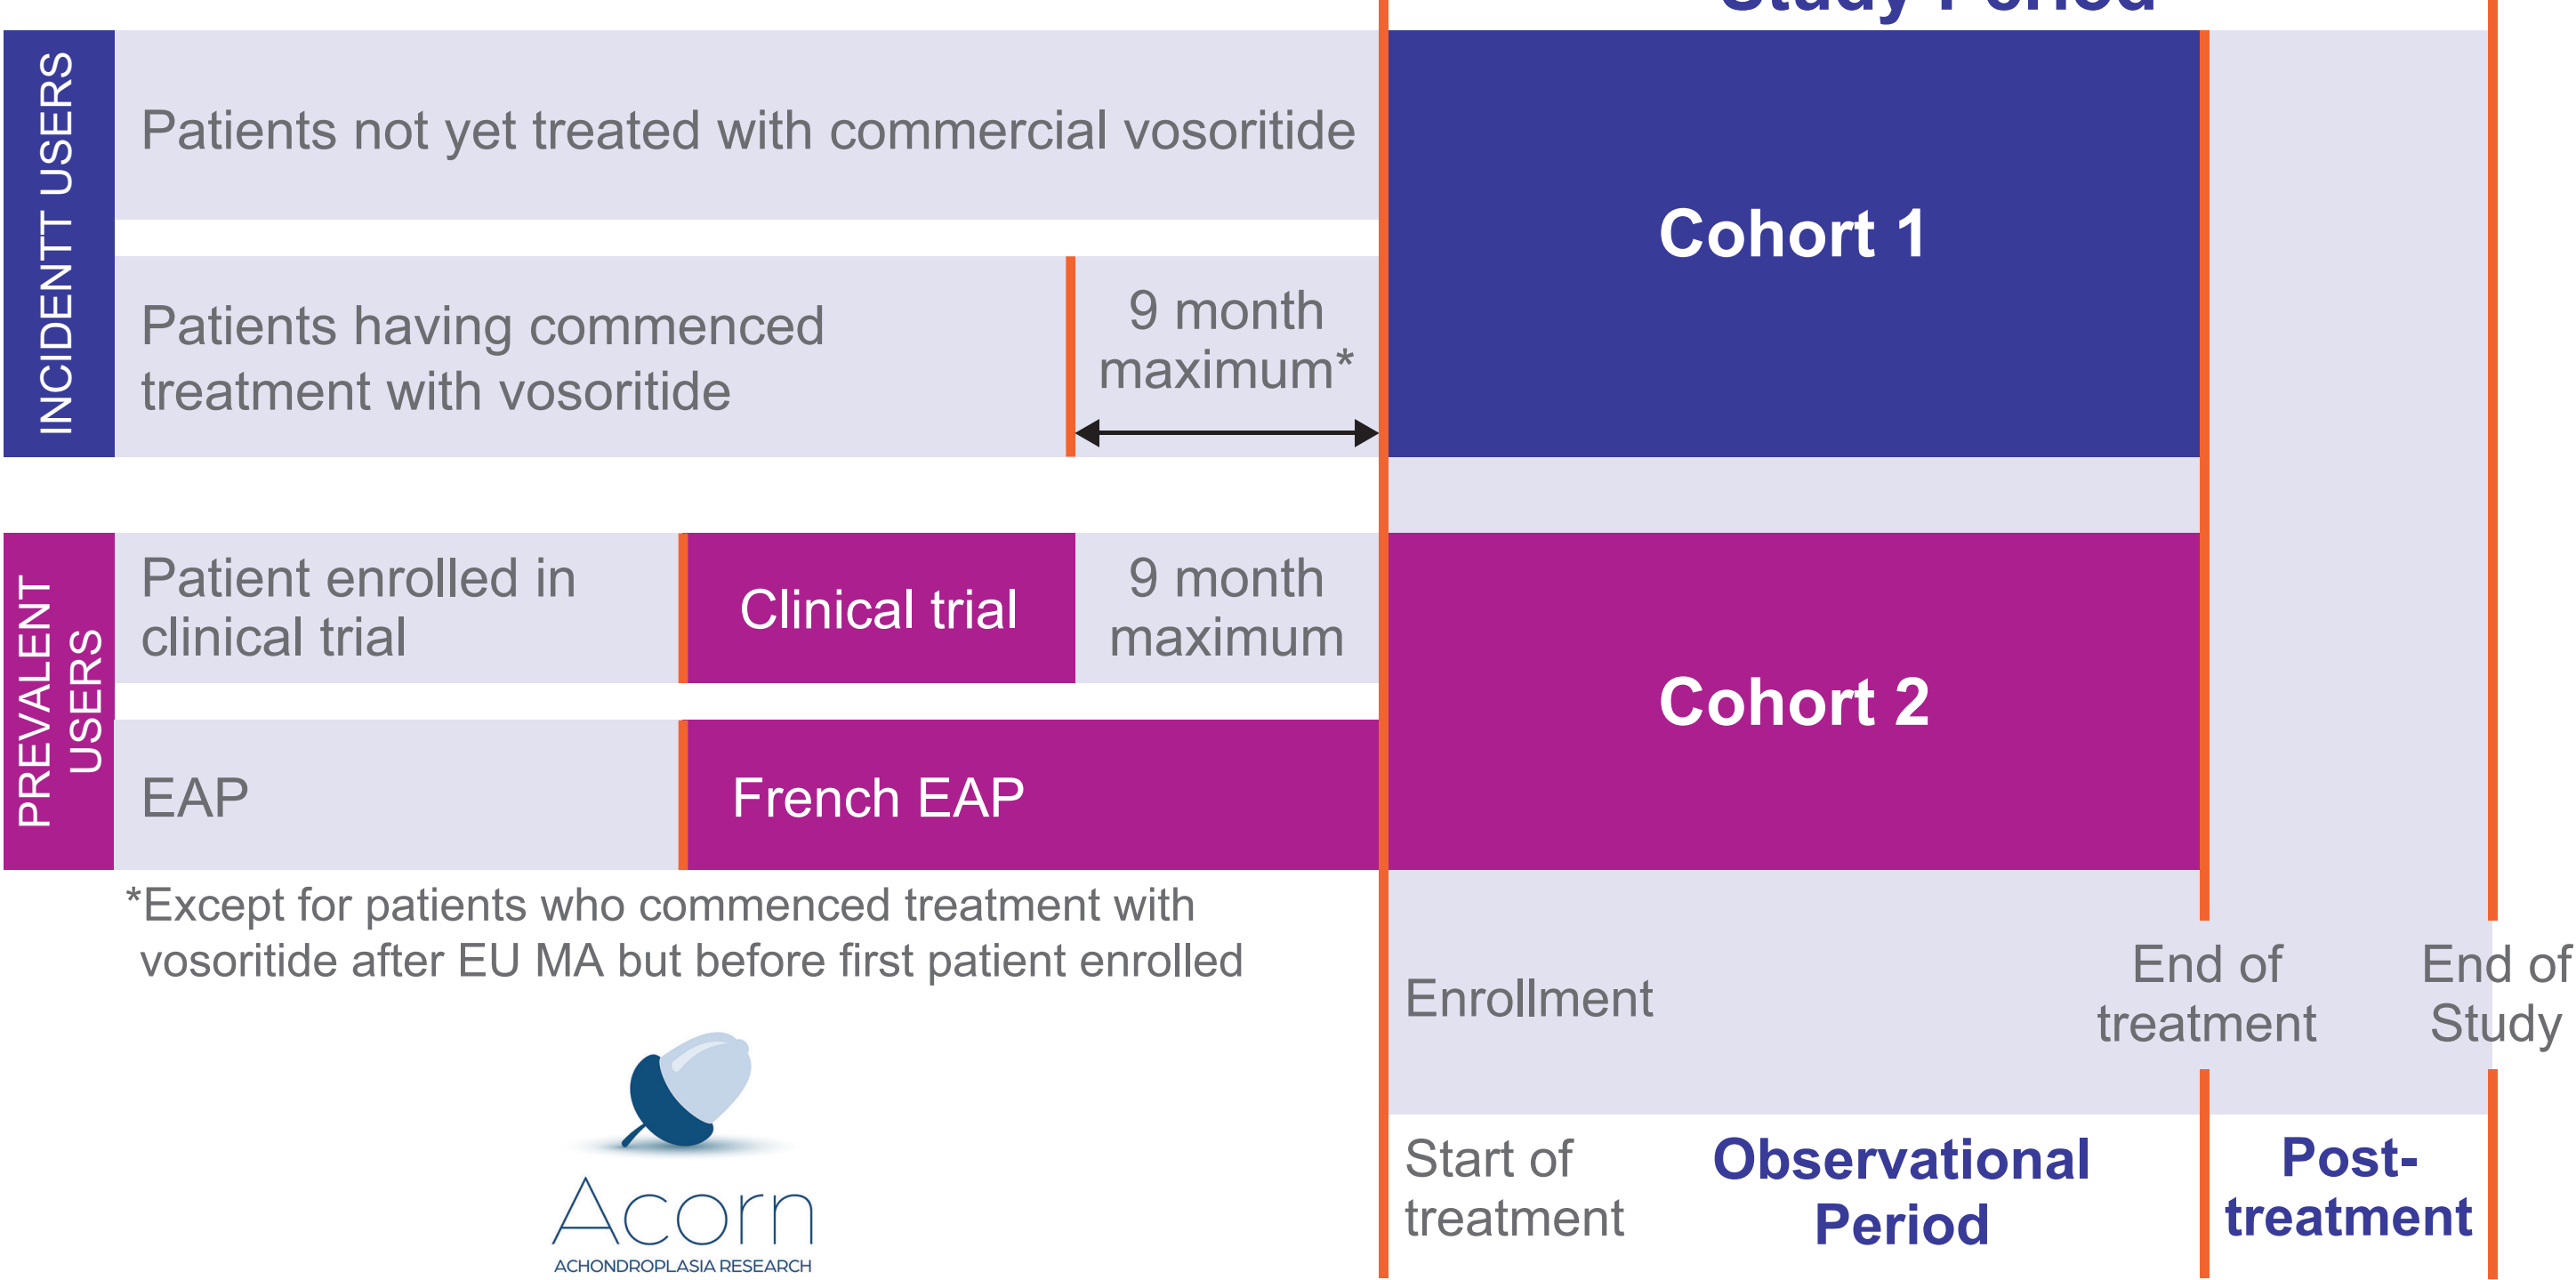 Study Period
INCIDENTT USERS
Patients not yet treated with commercial vosoritide
Patients having commenced
treatment with vosoritide
9 month
maximum*
Cohort 1
PREVALENT
USERS
Patient enrolled in
clinical trial
Clinical trial
9 month
maximum
EAP
French EAP
Cohort 2
*Except for patients who commenced treatment with
vosoritide after EU MA but before first patient enrolled
Enrollment
End of
treatment
End of
Study
Start of
treatment
Observational
Period
Post-
treatment
Acorn
ACHONDROPLASIA RESEARCH